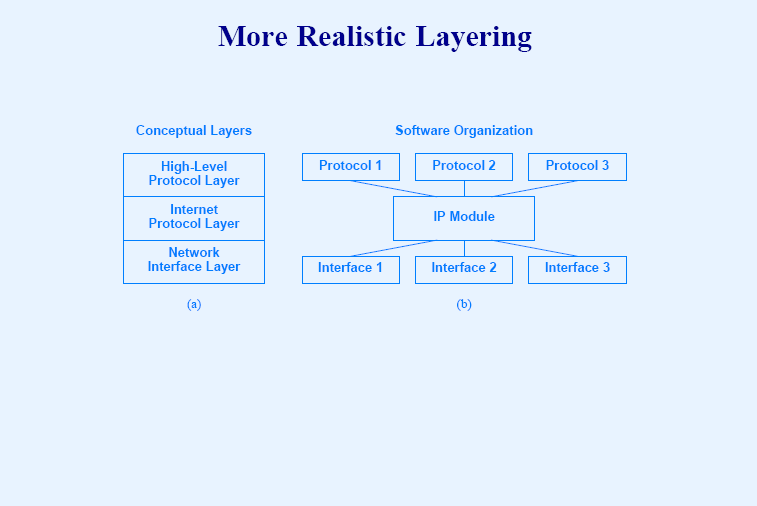 More Realistic Layering
Conceptual Layers
High-Level
Protocol Layer
Internet
Protocol Layer
Network
Interface Layer
(a)
Software Organization
Protocol 1
Protocol 2
Protocol 3
IP Module
Interface 1
Interface 2
Interface 3
(b)